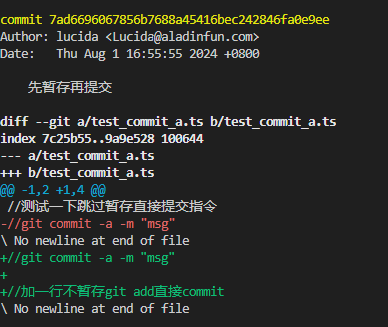 commit 7ad6696067856b7688a45416bec242846fa0e9ee
Author: lucida <Lucida@aladinfun.com>
Date:   Thu Aug 1 16:55:55 2024 +0800
    先暂存再提交
diff --git a/test_commit_a.ts b/test_commit_a.ts
index 7c25b55..9a9e528 100644
--- a/test_commit_a.ts
+++ b/test_commit_a.ts
@@ -1,2 +1,4 @@
 //测试一下跳过暂存直接提交指令
-//git commit -a -m "msg"
\ No newline at end of file
+//git commit -a -m "msg"
+
+//加一行不暂存git add直接commit
\ No newline at end of file